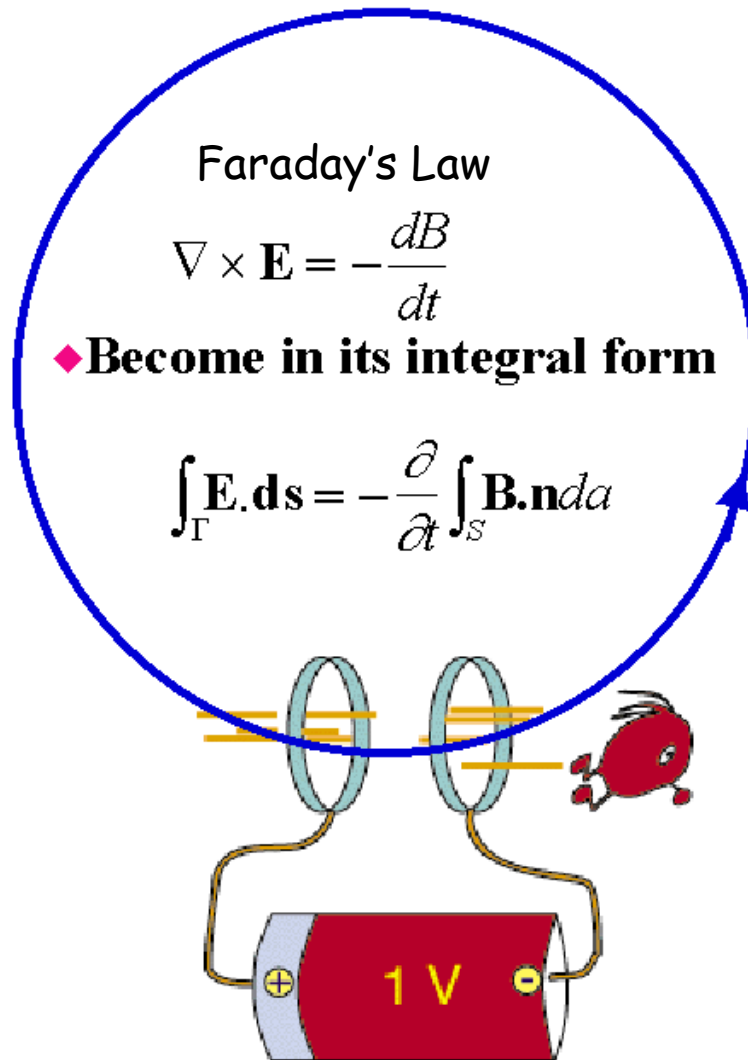 Faraday's Law
∇ × E = − dB/dt
◆Become in its integral form
∫_Γ E.ds = − ∂/∂t ∫_S B.n da
+ 1 V -